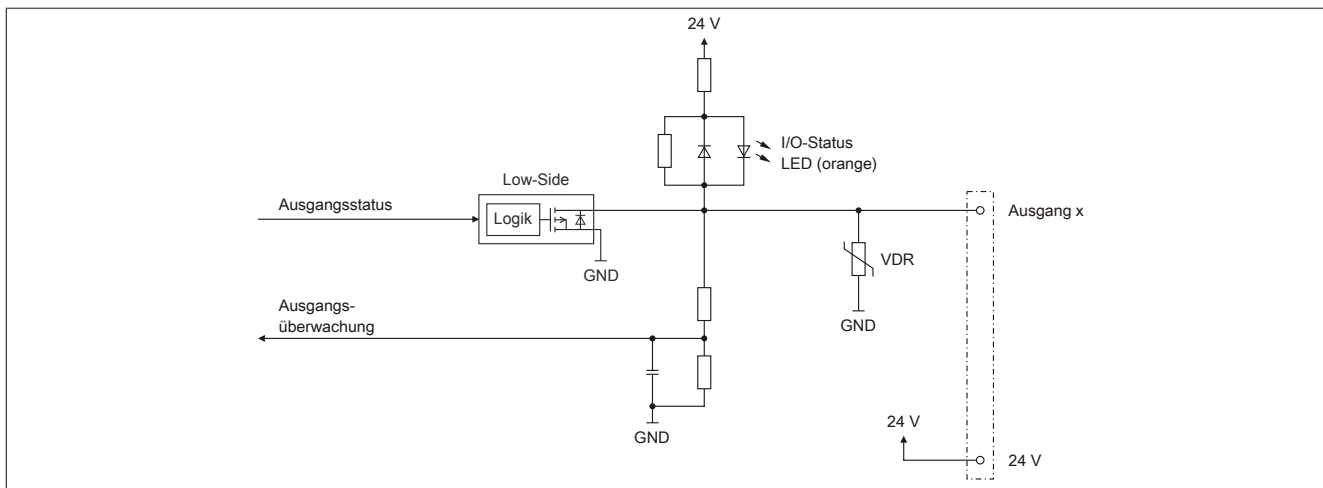 24 V
I/O-Status
LED (orange)
Low-Side
Ausgangsstatus
Logik
Ausgang x
GND
VDR
Ausgangs-
überwachung
GND
GND
24 V
24 V